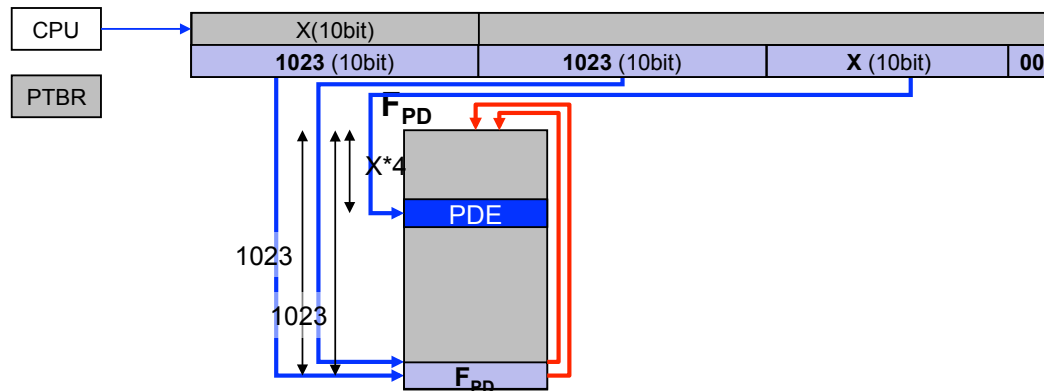 CPU
X(10bit)
1023 (10bit)
1023 (10bit)
X (10bit)
00
PTBR
FPD
X*4
PDE
1023
1023
FPD